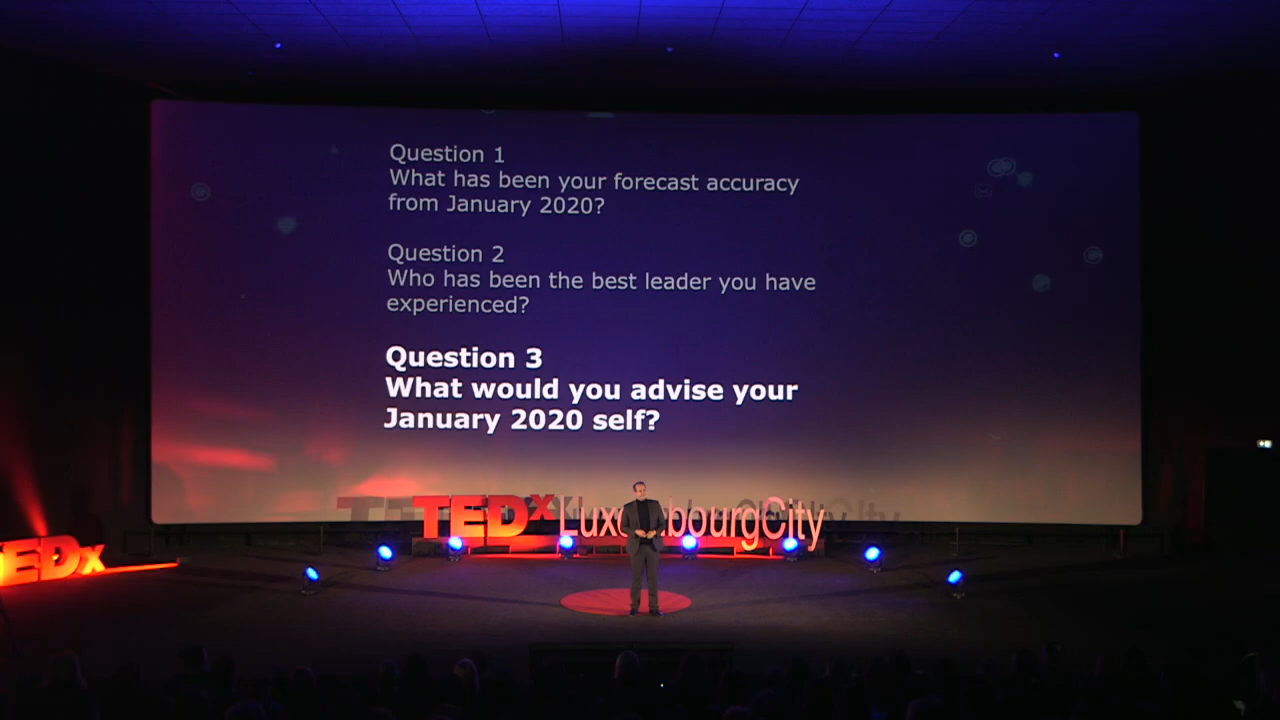 Question 1
What has been your forecast accuracy
from January 2020?
Question 2
Who has been the best leader you have
experienced?
Question 3
What would you advise your
January 2020 self?
TEDx
TEDx